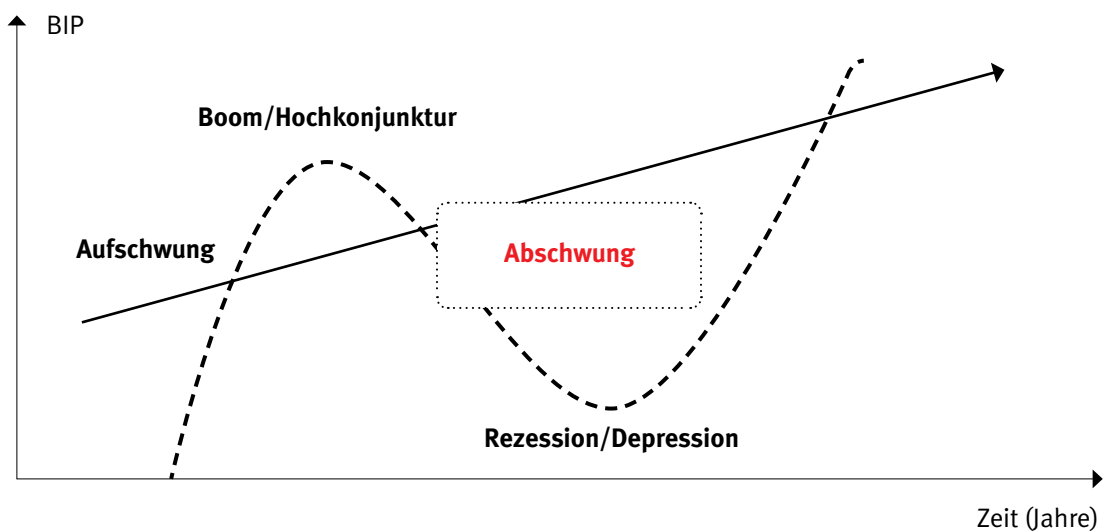 BIP
Boom/Hochkonjunktur
Aufschwung
Abschwung
Rezession/Depression
Zeit (Jahre)